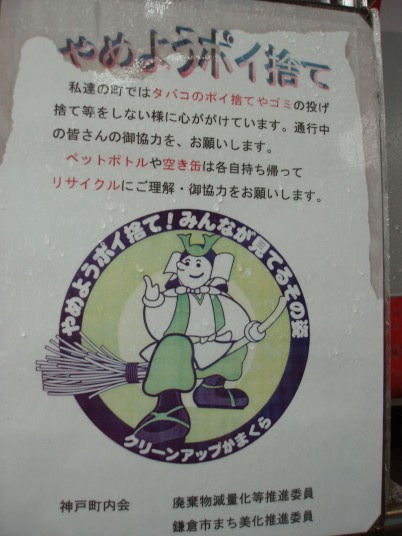 やめようポイ捨て
私達の町ではタバコのポイ捨てやゴミの投げ
捨て等をしない様に心ががけています。通行中
の皆さんの御協力を、お願いします。
ペットボトルや空き缶は各自持ち帰って
リサイクルにご理解・御協力をお願いします。
やめようポイ捨て！みんなが見てるその姿
クリーンアップかまくら
神戸町内会 廃棄物減量化等推進委員
鎌倉市まち美化推進委員